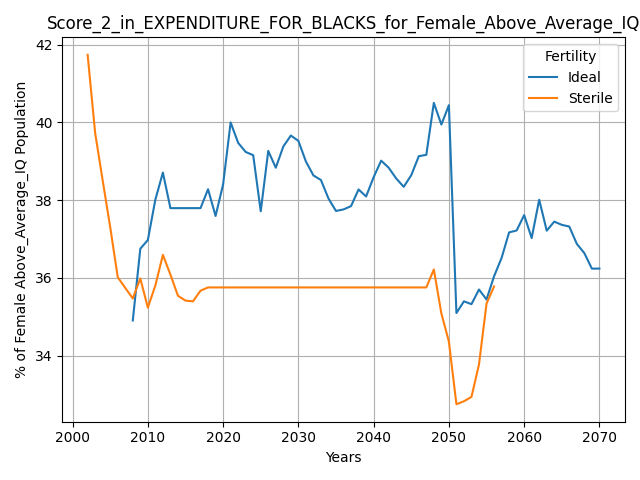 Score_2_in_EXPENDITURE_FOR_BLACKS_for_Female_Above_Average_IQ
Fertility
Ideal
Sterile
% of Female Above_Average_IQ Population
42
40
38
36
34
2000 2010 2020 2030 2040 2050 2060 2070
Years